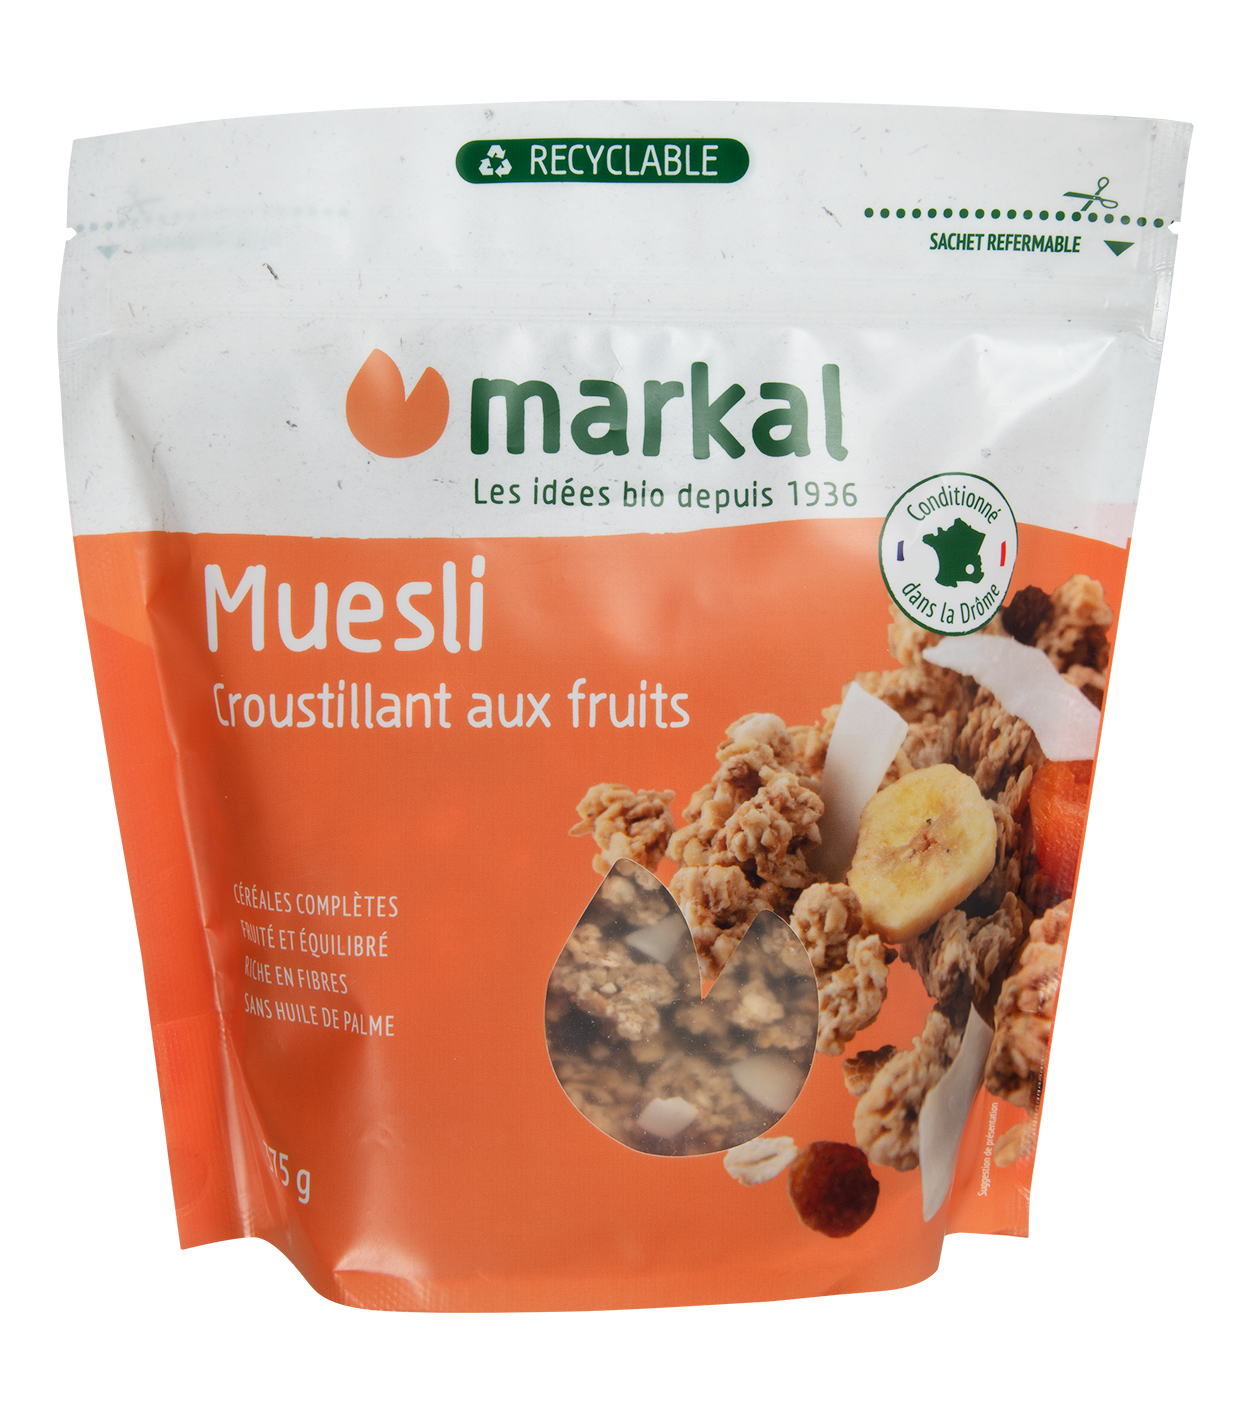 RECYCLABLE
SACHET REFERMABLE
markal
Les idées bio depuis 1936
Conditionné
dans la Drôme
Muesli
Croustillant aux fruits
CÉRÉALES COMPLÈTES
FRUITÉ ET ÉQUILIBRÉ
RICHE EN FIBRES
SANS HUILE DE PALME
g
Suggestion de présentation